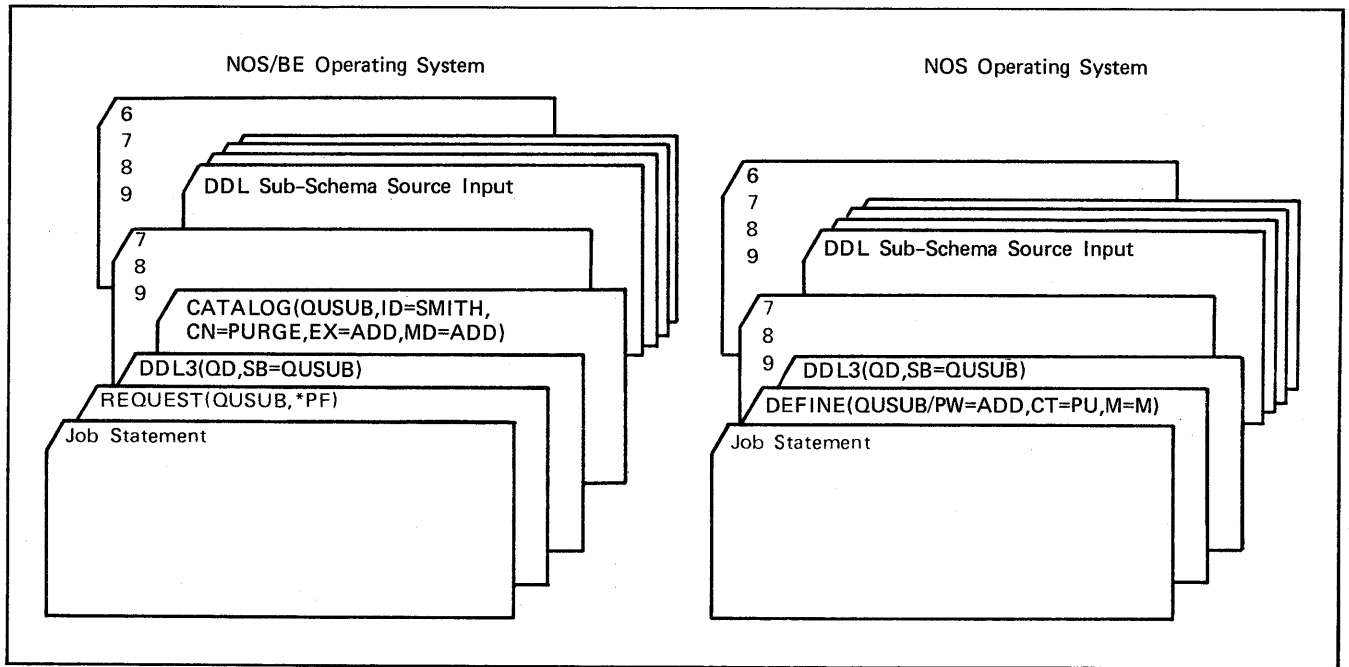 NOS/BE Operating System
6
7
8
9
DDL Sub-Schema Source Input
7
8
9
CATALOG(QUSUB,ID=SMITH,
CN=PURGE,EX=ADD,MD=ADD)
DDL3(QD,SB=QUSUB)
REQUEST(QUSUB,*PF)
Job Statement
NOS Operating System
6
7
8
9
DDL Sub-Schema Source Input
7
8
9
DDL3(QD,SB=QUSUB)
DEFINE(QUSUB/PW=ADD,CT=PU,M=M)
Job Statement